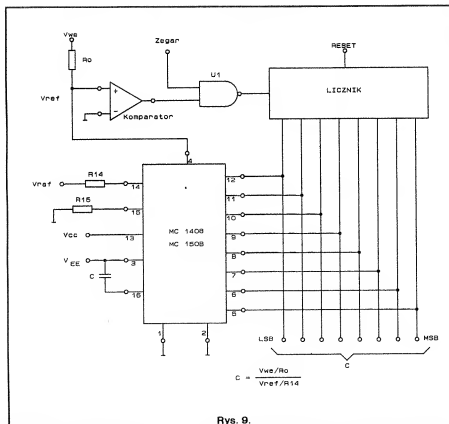 Vwe
Ro
Zegar
RESET
U1
LICZNIK
Vref
+
-
Komparator
4
Vref
R14
14
12
11
R15
15
10
MC 1408
MC 1508
9
Vcc
13
8
VEE
3
7
C
6
16
5
1
2
LSB
MSB
C
C = Vwe/Ro
Vref/R14
Rys. 9.